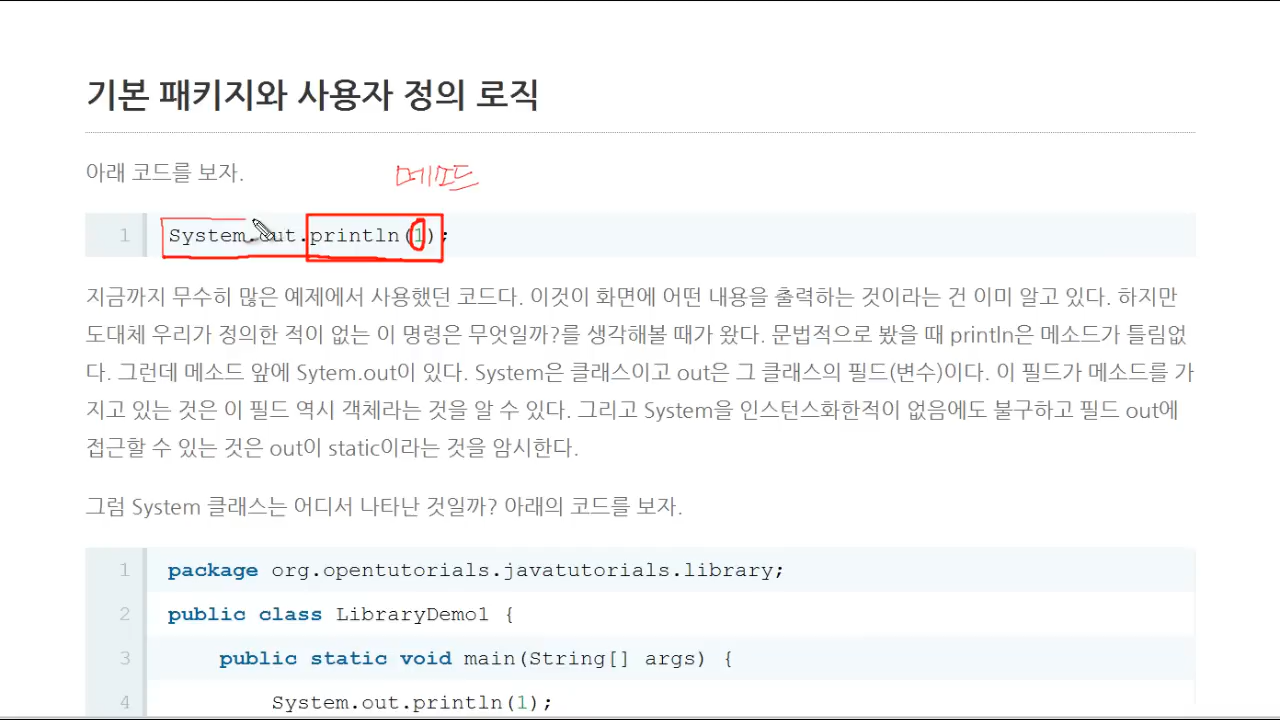 기본 패키지와 사용자 정의 로직
아래 코드를 보자.
메소드
1 System.out.println(1);
지금까지 무수히 많은 예제에서 사용했던 코드다. 이것이 화면에 어떤 내용을 출력하는 것이라는 건 이미 알고 있다. 하지만
도대체 우리가 정의한 적이 없는 이 명령은 무엇일까?를 생각해볼 때가 왔다. 문법적으로 봤을 때 println은 메소드가 틀림없
다. 그런데 메소드 앞에 Sytem.out이 있다. System은 클래스이고 out은 그 클래스의 필드(변수)이다. 이 필드가 메소드를 가
지고 있는 것은 이 필드 역시 객체라는 것을 알 수 있다. 그리고 System을 인스턴스화한적이 없음에도 불구하고 필드 out에
접근할 수 있는 것은 out이 static이라는 것을 암시한다.
그럼 System 클래스는 어디서 나타난 것일까? 아래의 코드를 보자.
1 package org.opentutorials.javatutorials.library;
2 public class LibraryDemo1 {
3 public static void main(String[] args) {
4 System.out.println(1);